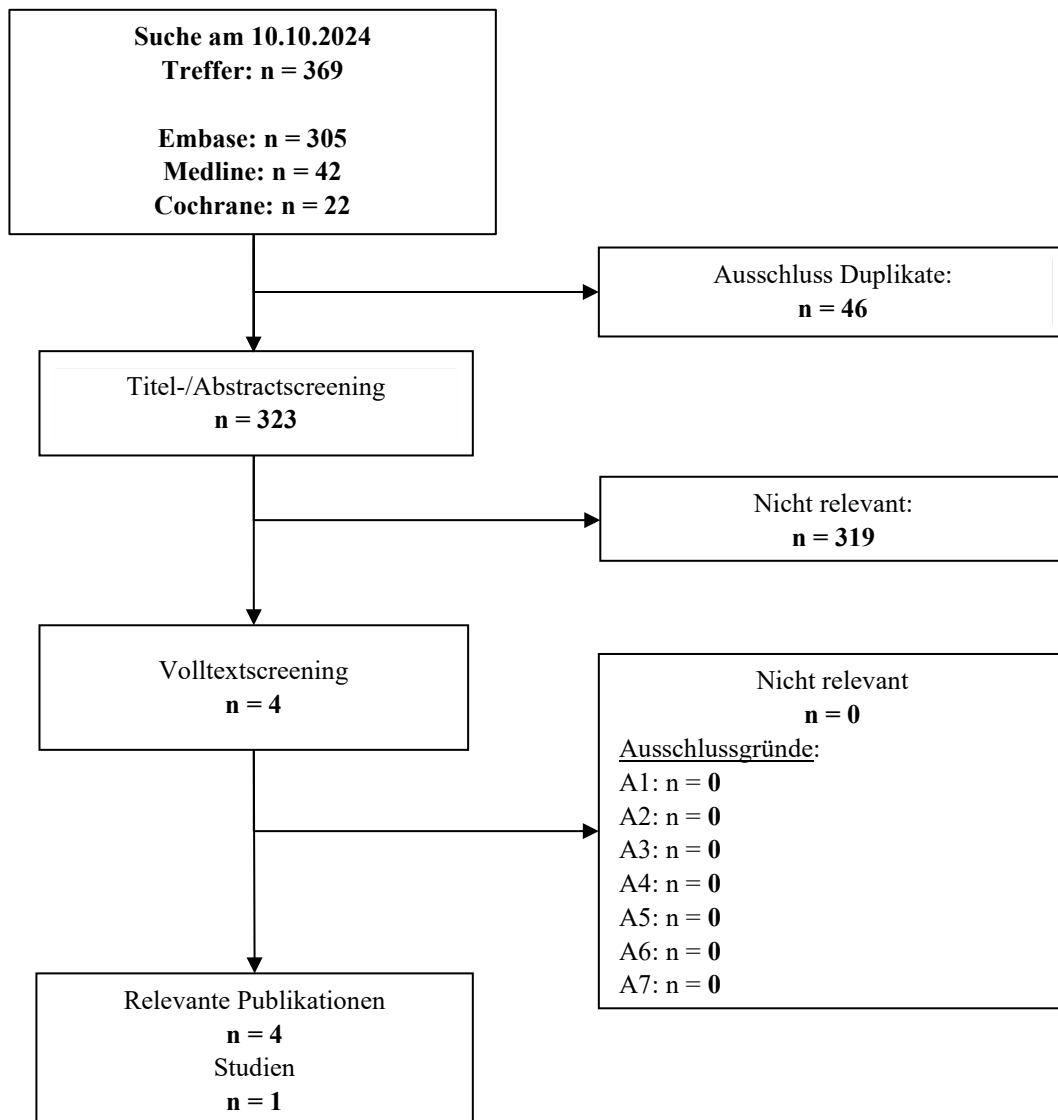 Suche am 10.10.2024
Treffer: n = 369
Embase: n = 305
Medline: n = 42
Cochrane: n = 22
Ausschluss Duplikate:
n = 46
Titel-/Abstractscreening
n = 323
Nicht relevant:
n = 319
Volltextscreening
n = 4
Nicht relevant
n = 0
Ausschlussgründe:
A1: n = 0
A2: n = 0
A3: n = 0
A4: n = 0
A5: n = 0
A6: n = 0
A7: n = 0
Relevante Publikationen
n = 4
Studien
n = 1